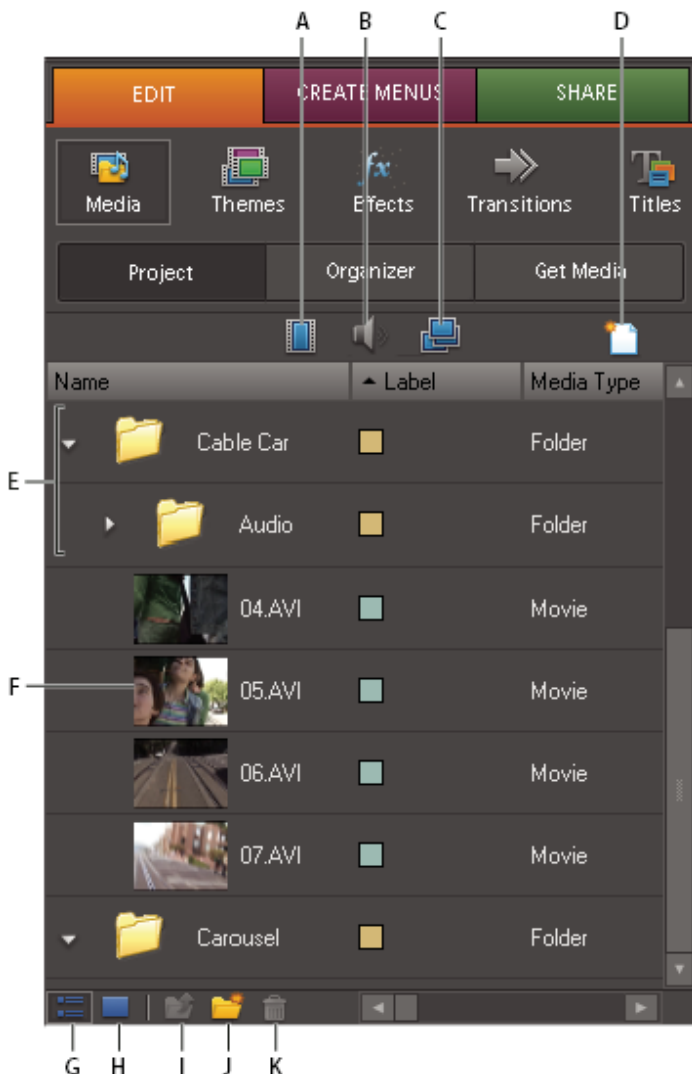 A B C D
EDIT CREATE MENUS SHARE
fx T
Media Themes Effects Transitions Titles
Project Organizer Get Media
Name Label Media Type
E
Cable Car Folder
Audio Folder
04.AVI Movie
F
05.AVI Movie
06.AVI Movie
07.AVI Movie
Carousel Folder
G H I J K